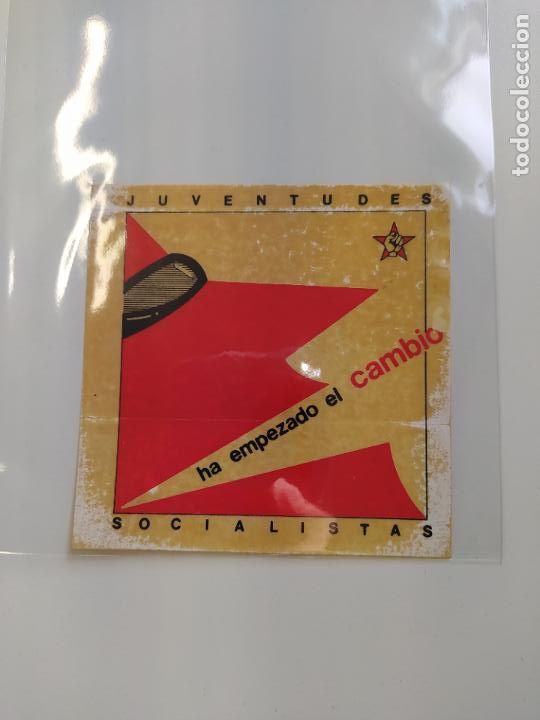 JUVENTUDES
ha empezado el cambio
SOCIALISTAS
todocoleccion